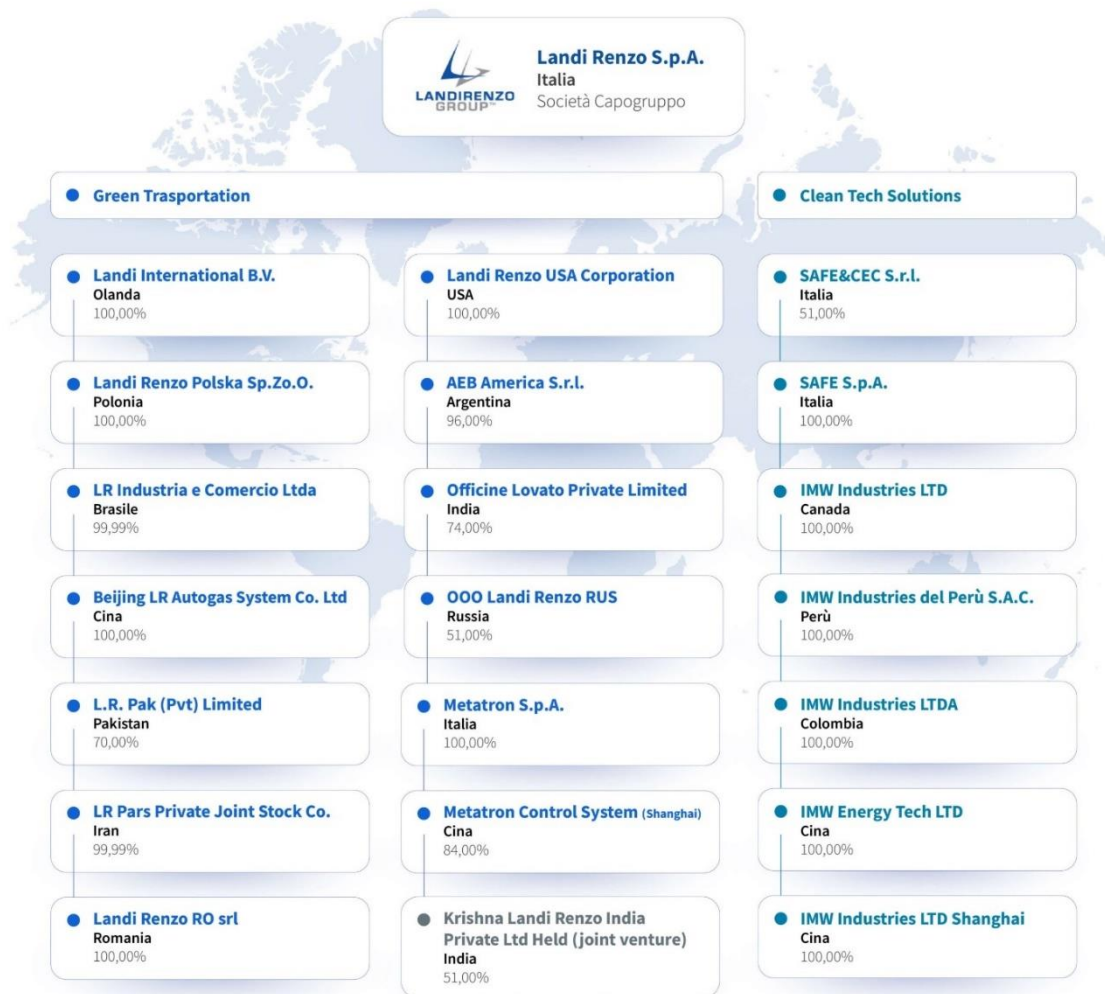 LANDIRENZO
GROUP™
Landi Renzo S.p.A.
Italia
Società Capogruppo
Green Trasportation
Landi International B.V.
Olanda
100,00%
Landi Renzo Polska Sp.Zo.O.
Polonia
100,00%
LR Industria e Comercio Ltda
Brasile
99,99%
Beijing LR Autogas System Co. Ltd
Cina
100,00%
L.R. Pak (Pvt) Limited
Pakistan
70,00%
LR Pars Private Joint Stock Co.
Iran
99,99%
Landi Renzo RO srl
Romania
100,00%
Landi Renzo USA Corporation
USA
100,00%
AEB America S.r.l.
Argentina
96,00%
Officine Lovato Private Limited
India
74,00%
OOO Landi Renzo RUS
Russia
51,00%
Metatron S.p.A.
Italia
100,00%
Metatron Control System (Shanghai)
Cina
84,00%
Krishna Landi Renzo India
Private Ltd Held (joint venture)
India
51,00%
Clean Tech Solutions
SAFE&CEC S.r.l.
Italia
51,00%
SAFE S.p.A.
Italia
100,00%
IMW Industries LTD
Canada
100,00%
IMW Industries del Perù S.A.C.
Perù
100,00%
IMW Industries LTDA
Colombia
100,00%
IMW Energy Tech LTD
Cina
100,00%
IMW Industries LTD Shanghai
Cina
100,00%